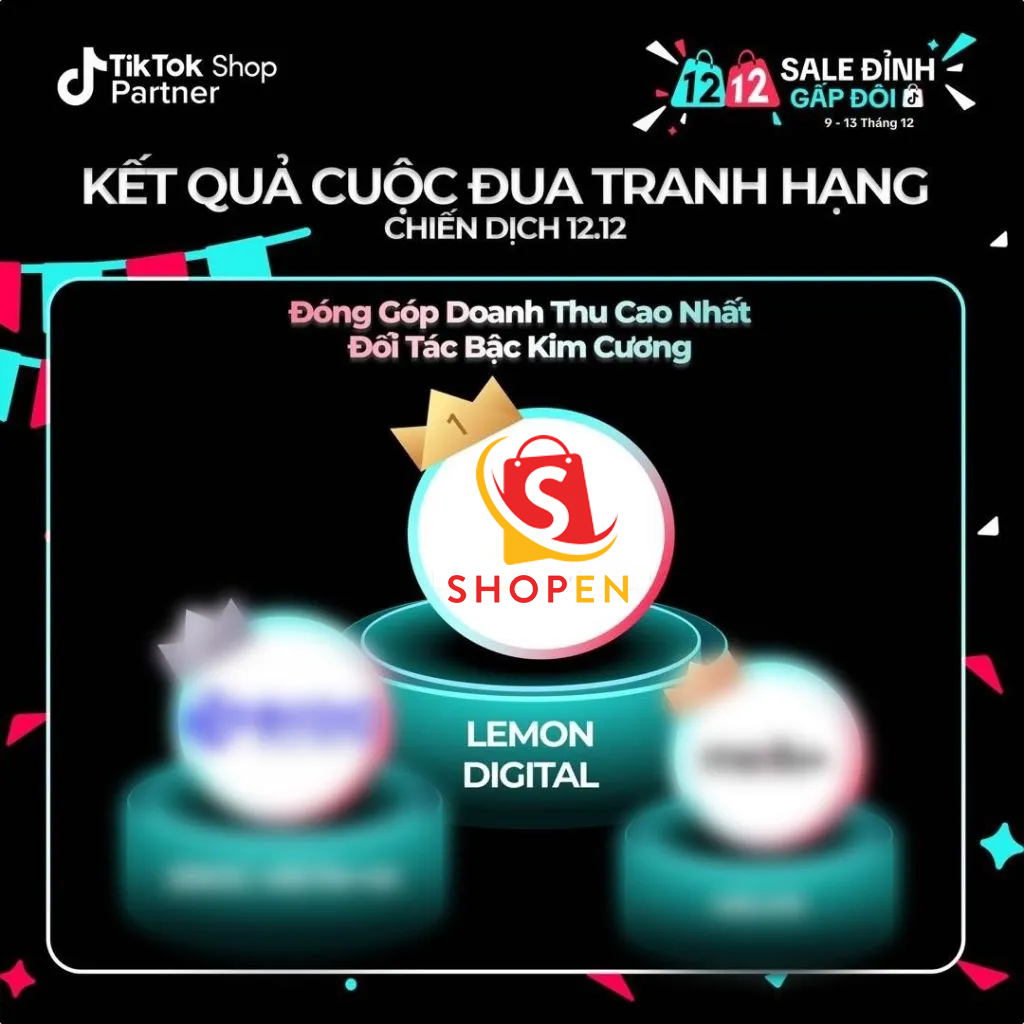 TikTok Shop
Partner
12 12
SALE ĐỈNH
GẤP ĐÔI
9 - 13 Tháng 12
KẾT QUẢ CUỘC ĐUA TRANH HẠNG
CHIẾN DỊCH 12.12
Đóng Góp Doanh Thu Cao Nhất
Đối Tác Bậc Kim Cương
1
S
SHOPEN
LEMON
DIGITAL